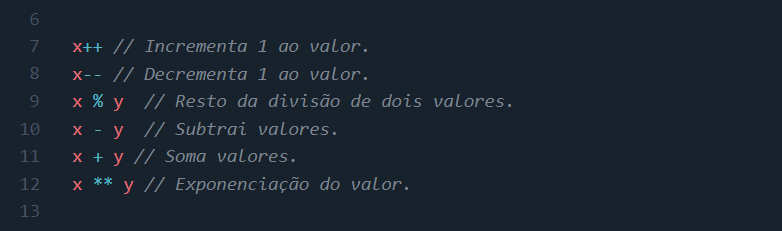 6
7 x++ // Incrementa 1 ao valor.
8 x-- // Decrementa 1 ao valor.
9 x % y  // Resto da divisão de dois valores.
10 x - y  // Subtrai valores.
11 x + y // Soma valores.
12 x ** y // Exponenciação do valor.
13